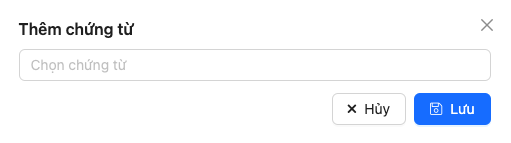 Thêm chứng từ
Chọn chứng từ
Hủy
Lưu